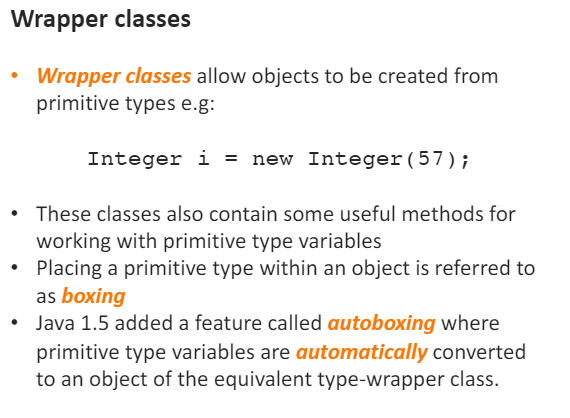 Wrapper classes
• Wrapper classes allow objects to be created from
primitive types e.g:
Integer i = new Integer(57);
• These classes also contain some useful methods for
working with primitive type variables
• Placing a primitive type within an object is referred to
as boxing
• Java 1.5 added a feature called autoboxing where
primitive type variables are automatically converted
to an object of the equivalent type-wrapper class.